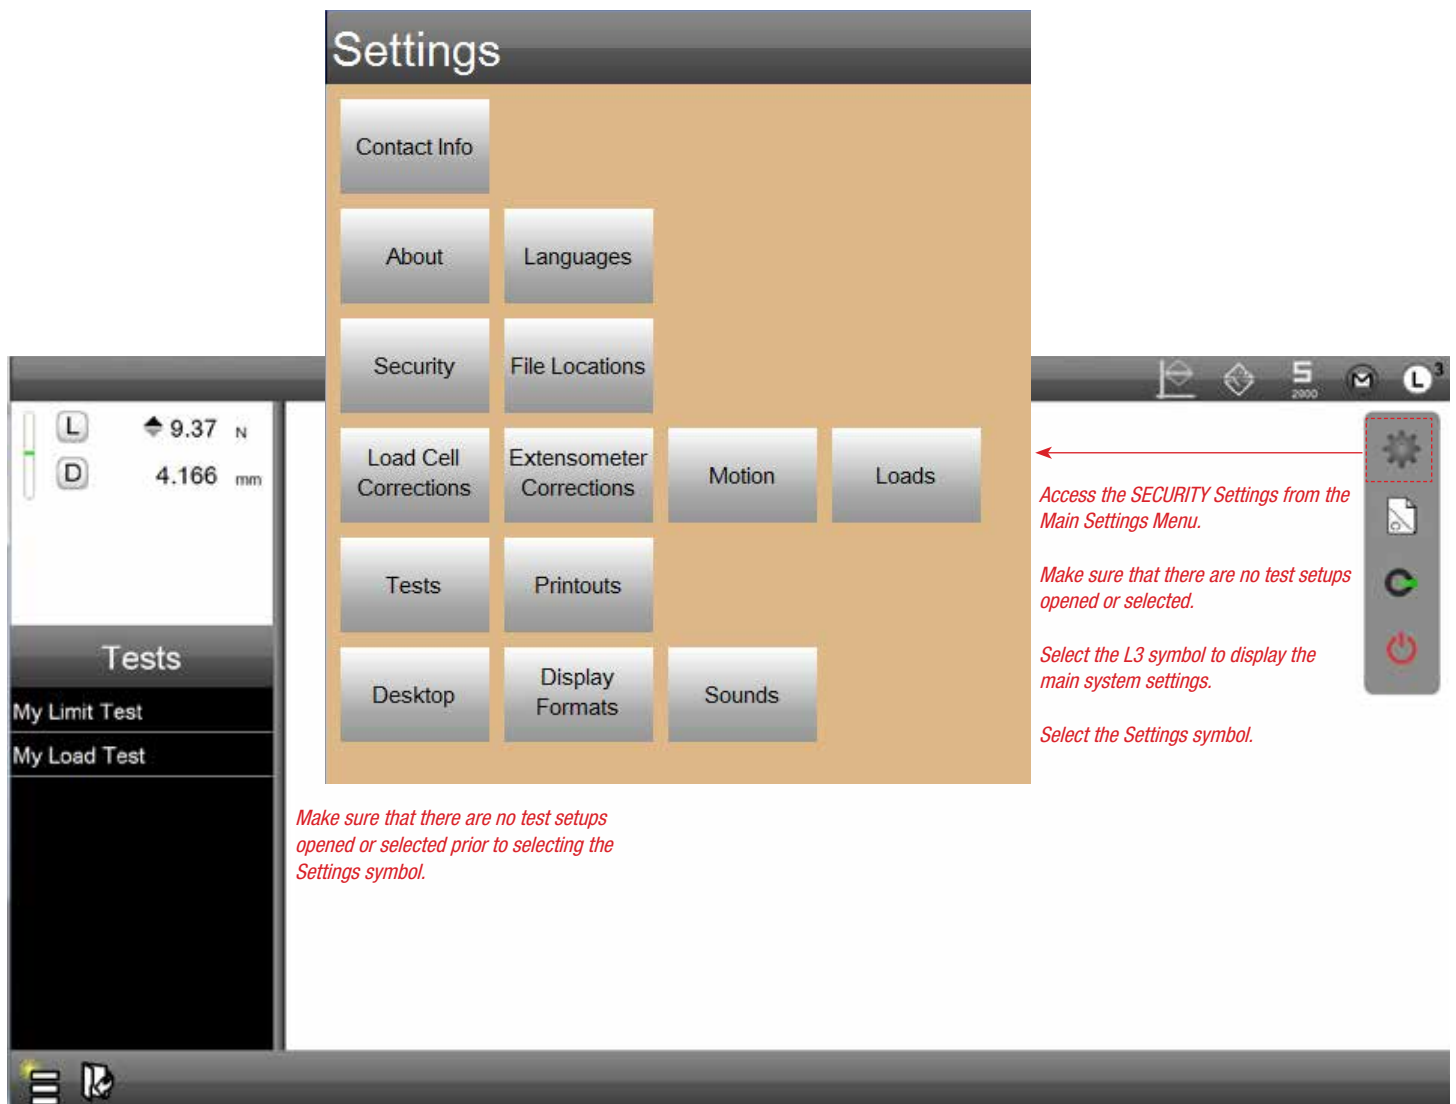 Settings
Contact Info
About
Languages
Security
File Locations
Load Cell
Corrections
Extensometer
Corrections
Motion
Loads
Tests
Printouts
Desktop
Display
Formats
Sounds
5
2000
M
L3
L
9.37 N
D
4.166 mm
Tests
My Limit Test
My Load Test
Access the SECURITY Settings from the
Main Settings Menu.
Make sure that there are no test setups
opened or selected.
Select the L3 symbol to display the
main system settings.
Select the Settings symbol.
Make sure that there are no test setups
opened or selected prior to selecting the
Settings symbol.